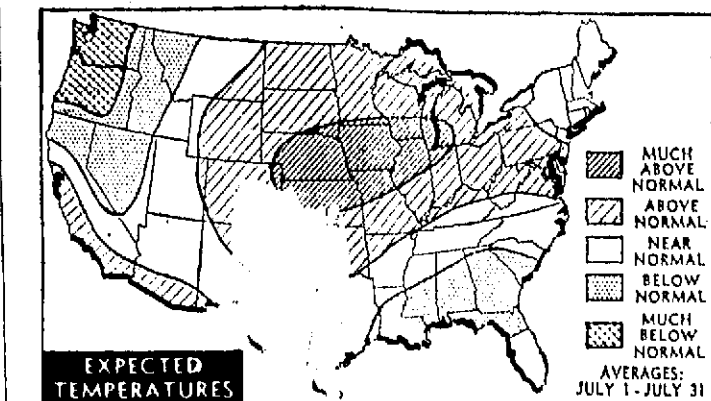 MUCH
ABOVE
NORMAL
ABOVE
NORMAL
NEAR
NORMAL
BELOW
NORMAL
MUCH
BELOW
NORMAL
AVERAGES:
JULY 1 - JULY 31
EXPECTED
TEMPERATURES